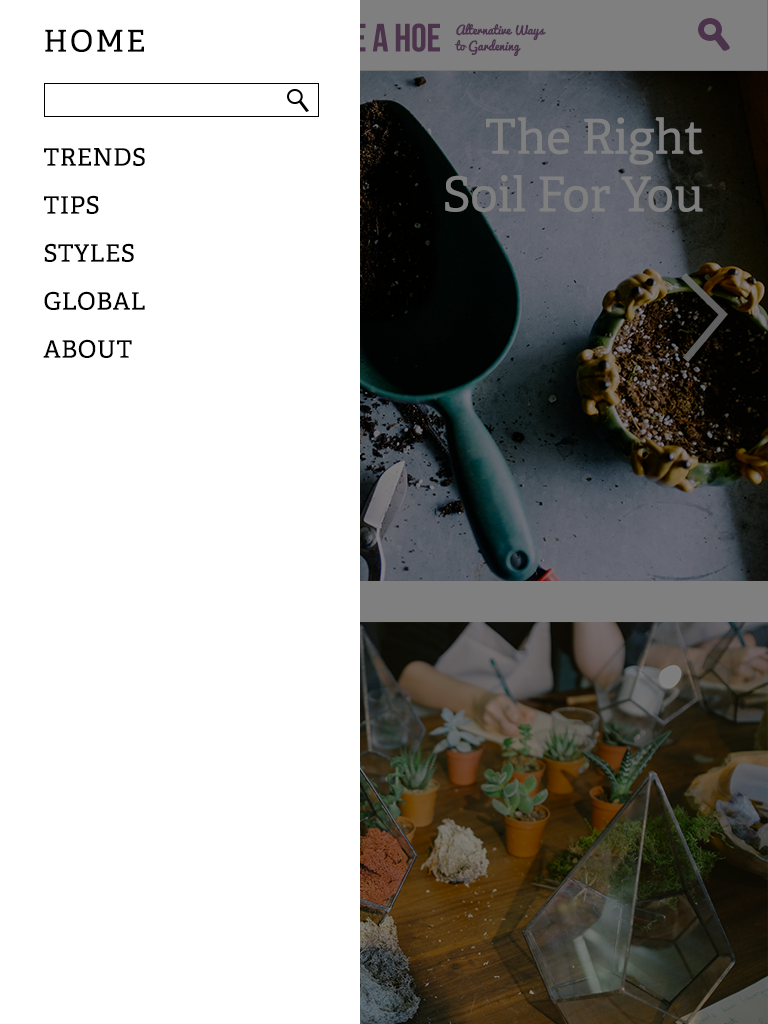 HOME
TRENDS
TIPS
STYLES
GLOBAL
ABOUT
A HOE
Alternative Ways
to Gardening
The Right
Soil For You